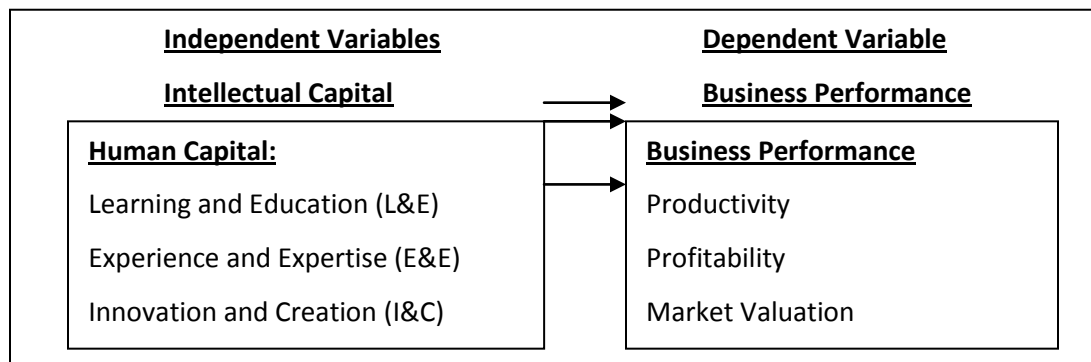 Independent Variables
Dependent Variable
Intellectual Capital
Business Performance
Human Capital:
Learning and Education (L&E)
Experience and Expertise (E&E)
Innovation and Creation (I&C)
Business Performance
Productivity
Profitability
Market Valuation